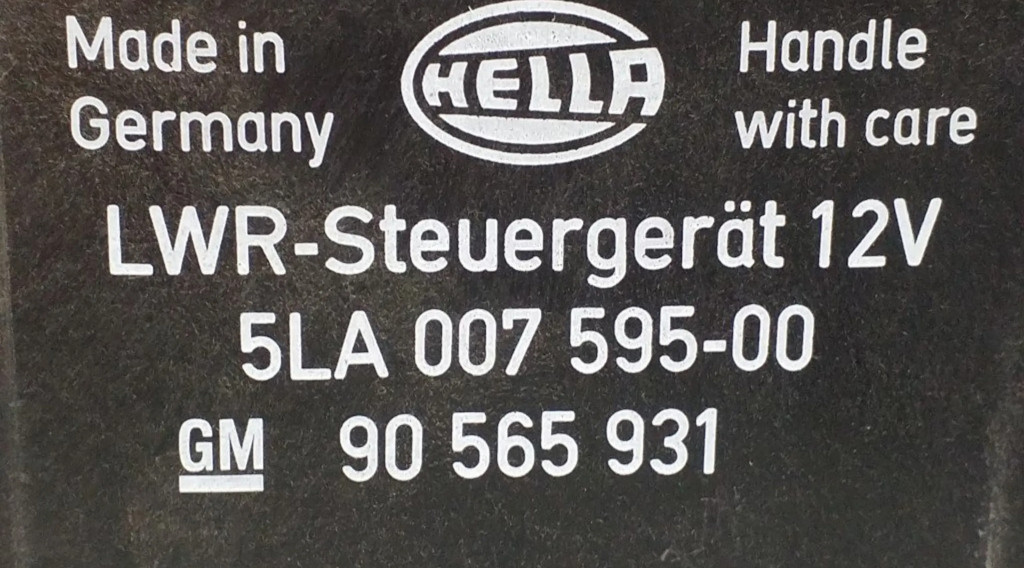 Made in
Germany
HELLA
Handle
with care
LWR-Steuergerät 12V
5LA 007 595-00
GM 90 565 931